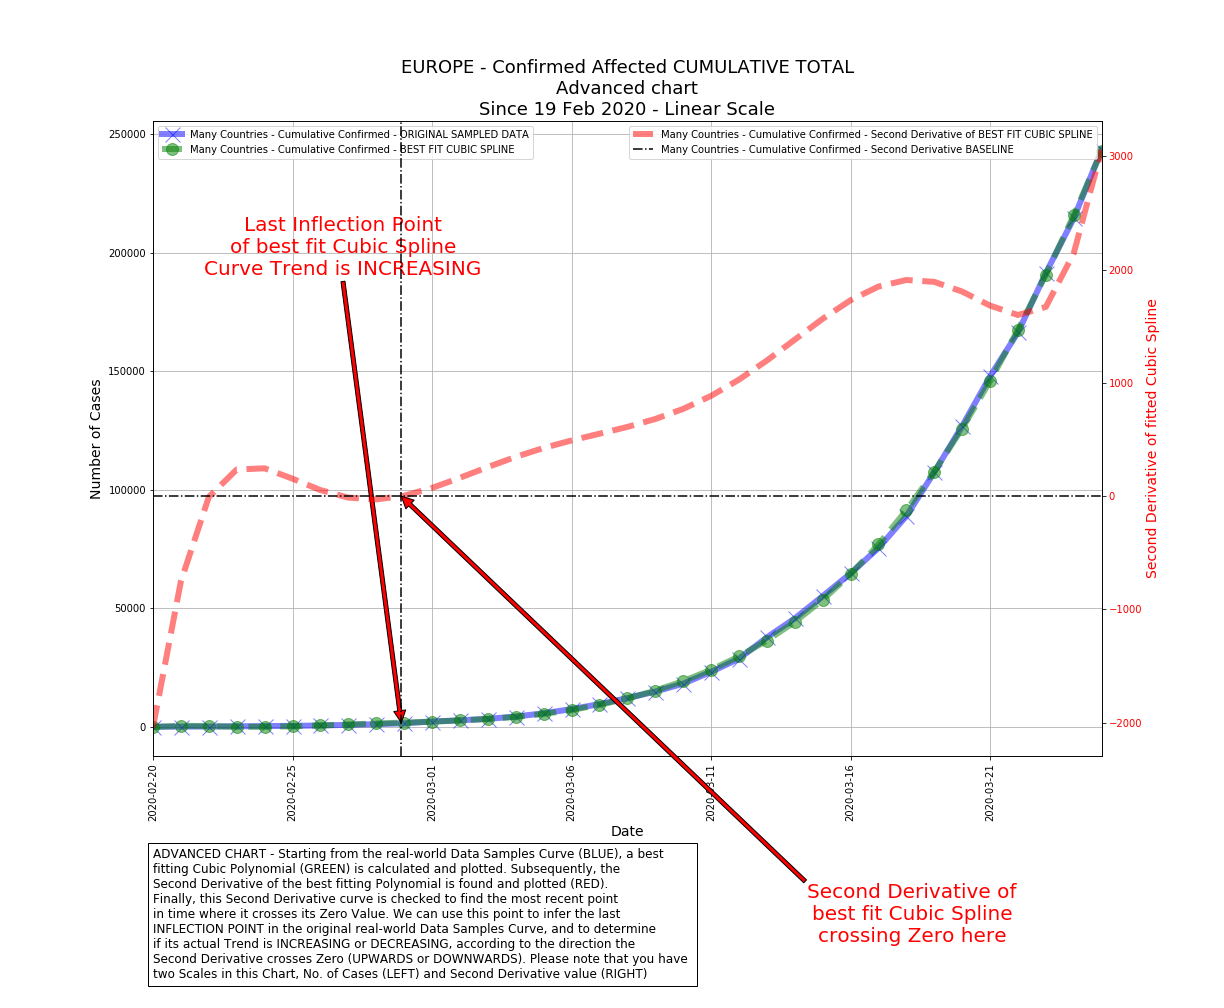 EUROPE - Confirmed Affected CUMULATIVE TOTAL
Advanced chart
Since 19 Feb 2020 - Linear Scale
Many Countries - Cumulative Confirmed - ORIGINAL SAMPLED DATA
Many Countries - Cumulative Confirmed - BEST FIT CUBIC SPLINE
Many Countries - Cumulative Confirmed - Second Derivative of BEST FIT CUBIC SPLINE
Many Countries - Cumulative Confirmed - Second Derivative BASELINE
Last Inflection Point
of best fit Cubic Spline
Curve Trend is INCREASING
Number of Cases
250000
200000
150000
100000
50000
0
3000
2000
1000
0
−1000
−2000
Second Derivative of fitted Cubic Spline
2020-02-20
2020-02-25
2020-03-01
2020-03-06
2020-03-11
2020-03-16
2020-03-21
Date
ADVANCED CHART - Starting from the real-world Data Samples Curve (BLUE), a best
fitting Cubic Polynomial (GREEN) is calculated and plotted. Subsequently, the
Second Derivative of the best fitting Polynomial is found and plotted (RED).
Finally, this Second Derivative curve is checked to find the most recent point
in time where it crosses its Zero Value. We can use this point to infer the last
INFLECTION POINT in the original real-world Data Samples Curve, and to determine
if its actual Trend is INCREASING or DECREASING, according to the direction the
Second Derivative crosses Zero (UPWARDS or DOWNWARDS). Please note that you have
two Scales in this Chart, No. of Cases (LEFT) and Second Derivative value (RIGHT)
Second Derivative of
best fit Cubic Spline
crossing Zero here